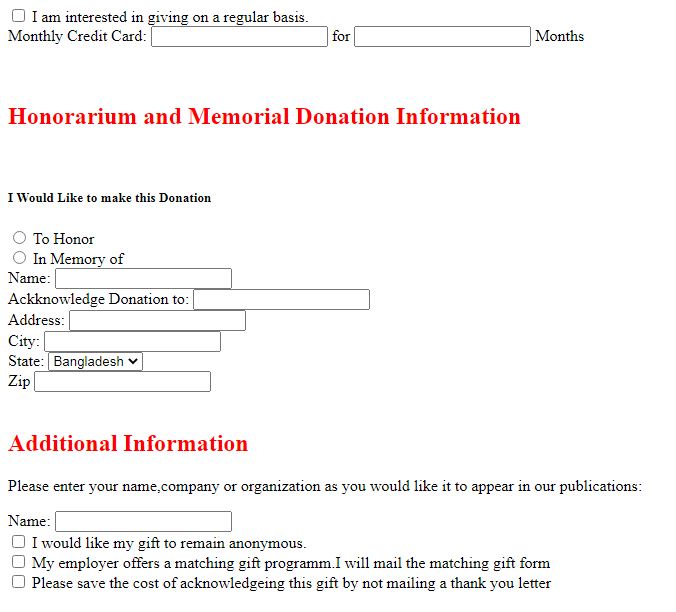 I am interested in giving on a regular basis.
Monthly Credit Card: for Months
Honorarium and Memorial Donation Information
I Would Like to make this Donation
To Honor
In Memory of
Name:
Ackknowledge Donation to:
Address:
City:
State: Bangladesh
Zip
Additional Information
Please enter your name,company or organization as you would like it to appear in our publications:
Name:
I would like my gift to remain anonymous.
My employer offers a matching gift programm.I will mail the matching gift form
Please save the cost of acknowledgeing this gift by not mailing a thank you letter